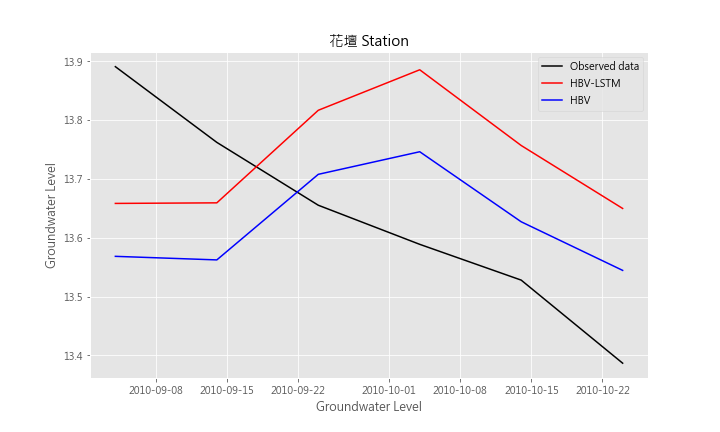 花壇 Station
Observed data
HBV-LSTM
HBV
Groundwater Level
13.9
13.8
13.7
13.6
13.5
13.4
2010-09-08
2010-09-15
2010-09-22
2010-10-01
2010-10-08
2010-10-15
2010-10-22
Groundwater Level